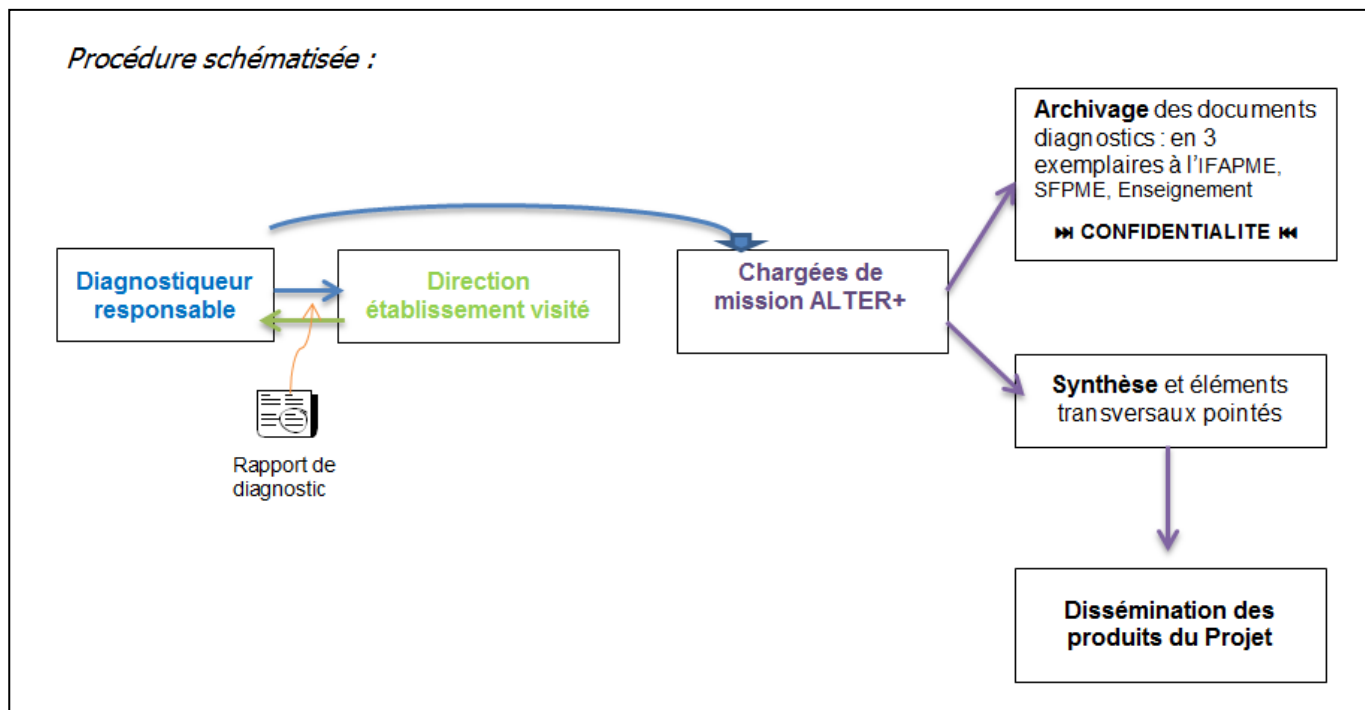 Procédure schématisée :
Archivage des documents
diagnostics : en 3
exemplaires à l'IFAPME,
SFPME, Enseignement
⏭ CONFIDENTIALITE ⏮
Diagnostiqueur
responsable
Direction
établissement visité
Chargées de
mission ALTER+
Synthèse et éléments
transversaux pointés
Rapport de
diagnostic
Dissémination des
produits du Projet